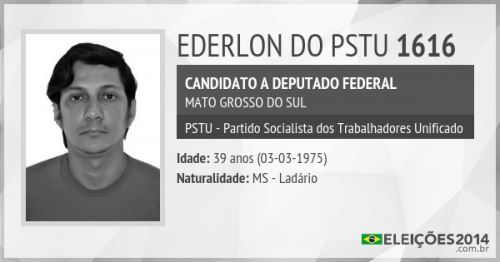 EDERLON DO PSTU 1616
CANDIDATO A DEPUTADO FEDERAL
MATO GROSSO DO SUL
PSTU - Partido Socialista dos Trabalhadores Unificado
Idade: 39 anos (03-03-1975)
Naturalidade: MS - Ladário
ELEIÇÕES2014
.com.br